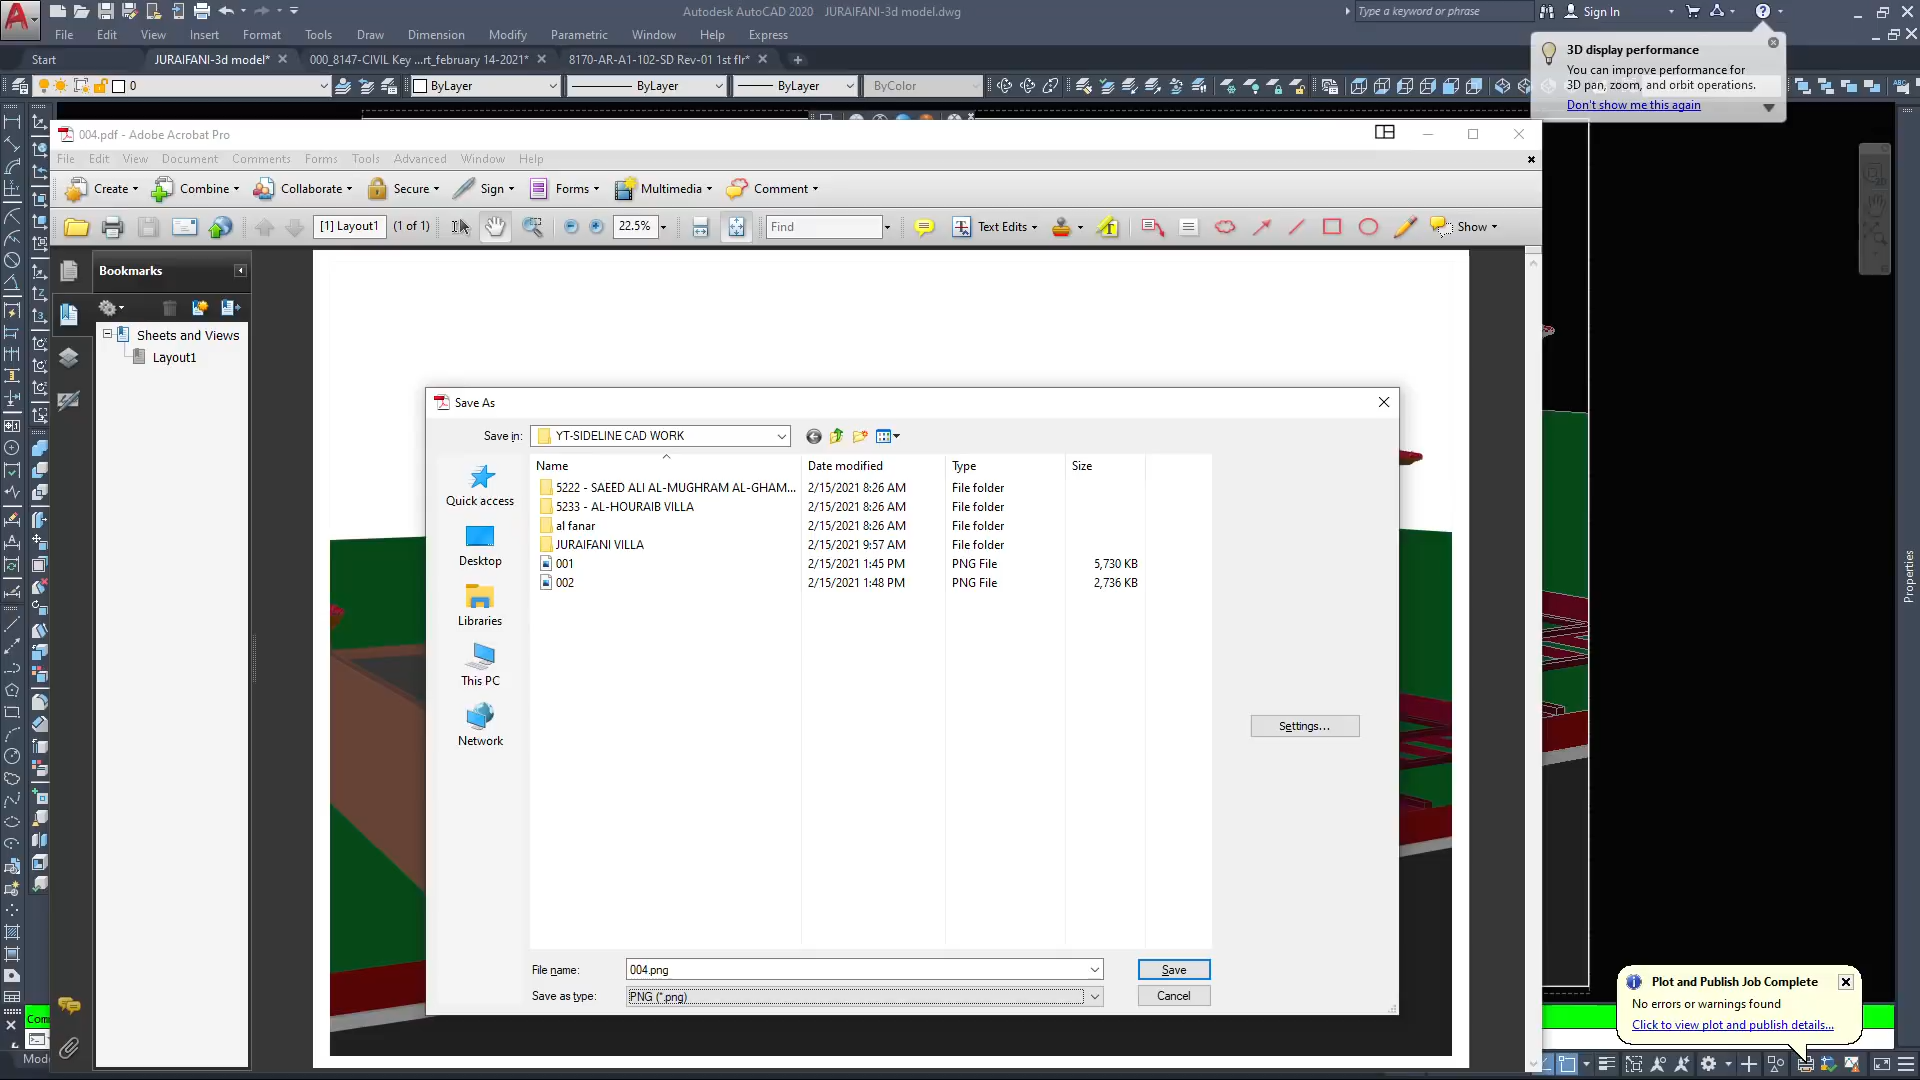 Autodesk AutoCAD 2020 JURAIFANI-3d model.dwg
Type a keyword or phrase
Sign In
File Edit View Insert Format Tools Draw Dimension Modify Parametric Window Help Express
Start
JURAIFANI-3d model*
000_8147-CIVIL Key ...rt_february 14-2021*
8170-AR-A1-102-SD Rev-01 1st flr*
0
ByLayer
ByLayer
ByLayer
ByColor
3D display performance
You can improve performance for
3D pan, zoom, and orbit operations.
Don't show me this again
004.pdf - Adobe Acrobat Pro
File Edit View Document Comments Forms Tools Advanced Window Help
Create Combine Collaborate Secure Sign Forms Multimedia Comment
[1] Layout1 (1 of 1) 22.5% Find Text Edits Show
Bookmarks
Sheets and Views
Layout1
Save As
Save in: YT-SIDELINE CAD WORK
Name Date modified Type Size
5222 - SAEED ALI AL-MUGHRAM AL-GHAM... 2/15/2021 8:26 AM File folder
5233 - AL-HOURAIB VILLA 2/15/2021 8:26 AM File folder
al fanar 2/15/2021 8:26 AM File folder
JURAIFANI VILLA 2/15/2021 9:57 AM File folder
001 2/15/2021 1:45 PM PNG File 5,730 KB
002 2/15/2021 1:48 PM PNG File 2,736 KB
Quick access
Desktop
Libraries
This PC
Network
Settings...
File name: 004.png Save
Save as type: PNG (*.png) Cancel
Properties
Plot and Publish Job Complete
No errors or warnings found
Click to view plot and publish details...
Com
Mod